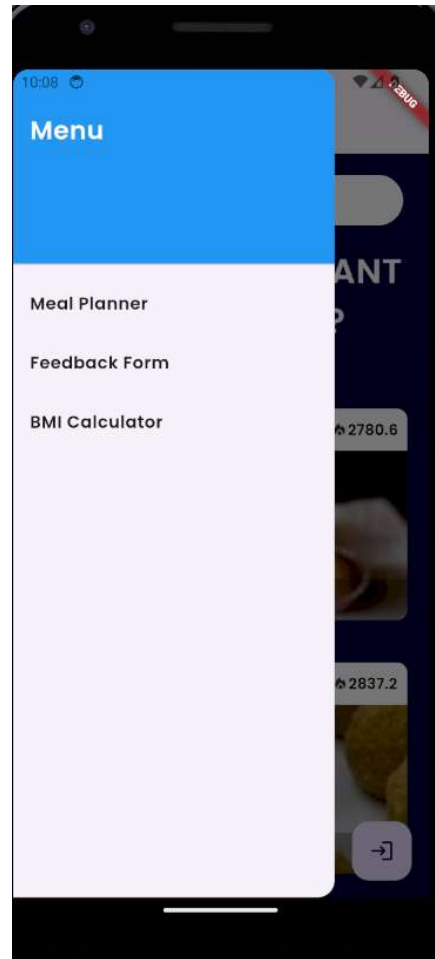 10:08
Menu
ANT
?
Meal Planner
Feedback Form
BMI Calculator
2780.6
2837.2